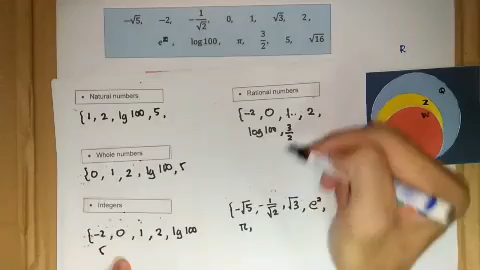 -√5, -2, -1/√2, 0, 1, √3, 2,
log 100, π, 3/2, 5, √16
R
Q
Z
W
• Natural numbers
{1, 2, lg 100, 5,
• Rational numbers
{-2, 0, 1.., 2,
log 100, 3/2
• Whole numbers
{0, 1, 2, lg 100, 5
• Integers
{-2, 0, 1, 2, lg 100
5
{-√5, -1/√2, √3, e²,
π,